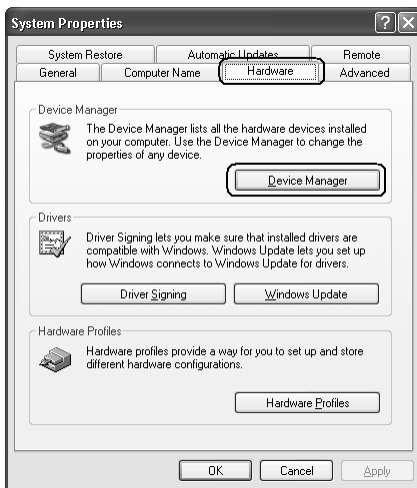 System Properties
System Restore
Automatic Updates
Remote
General
Computer Name
Hardware
Advanced
Device Manager
The Device Manager lists all the hardware devices installed
on your computer. Use the Device Manager to change the
properties of any device.
Device Manager
Drivers
Driver Signing lets you make sure that installed drivers are
compatible with Windows. Windows Update lets you set up
how Windows connects to Windows Update for drivers.
Driver Signing
Windows Update
Hardware Profiles
Hardware profiles provide a way for you to set up and store
different hardware configurations.
Hardware Profiles
OK
Cancel
Apply